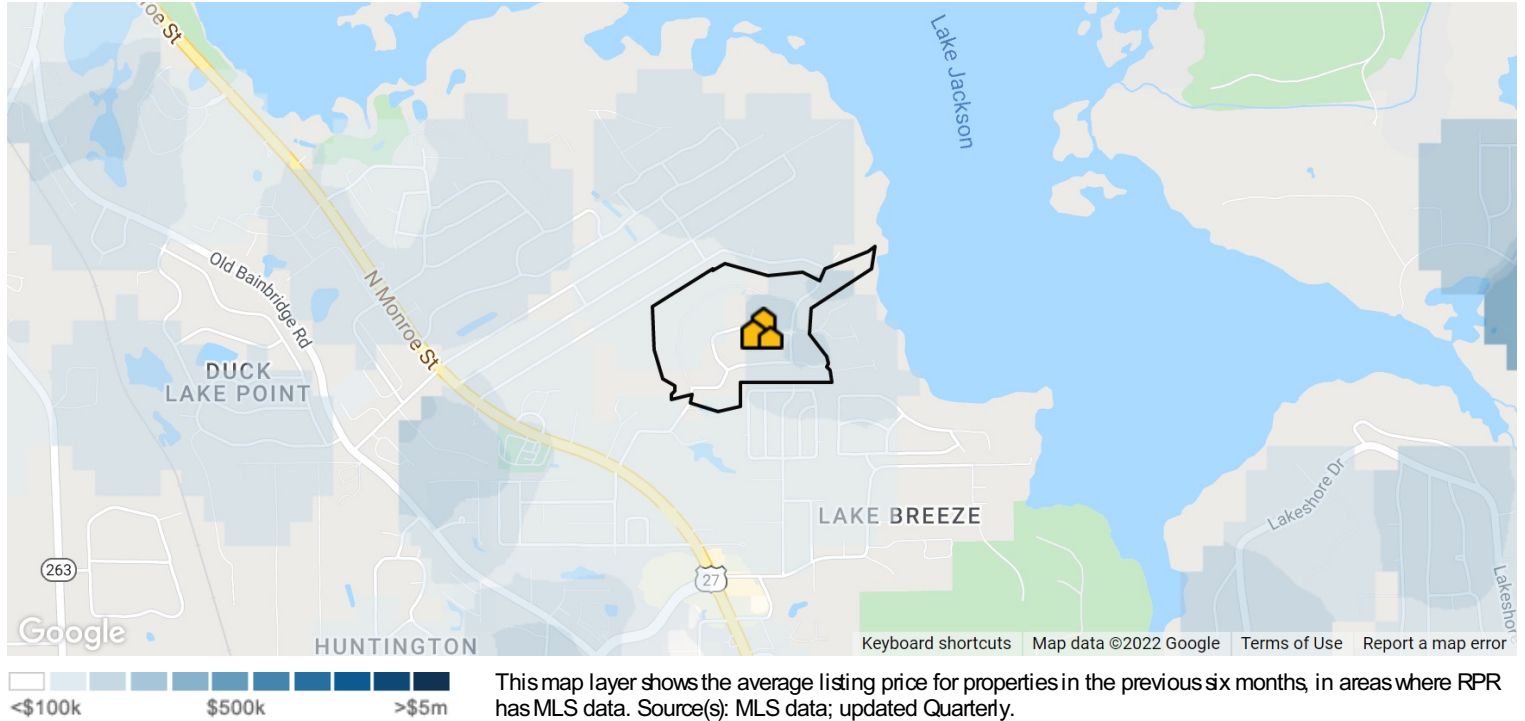 oe St
Lake Jackson
Old Bainbridge Rd
N Monroe St
DUCK
LAKE POINT
LAKE BREEZE
Lakeshore Dr
Lakeshore
263
27
HUNTINGTON
Google
Keyboard shortcuts Map data ©2022 Google Terms of Use Report a map error
<$100k $500k >$5m
This map layer shows the average listing price for properties in the previous six months, in areas where RPR
has MLS data. Source(s): MLS data; updated Quarterly.